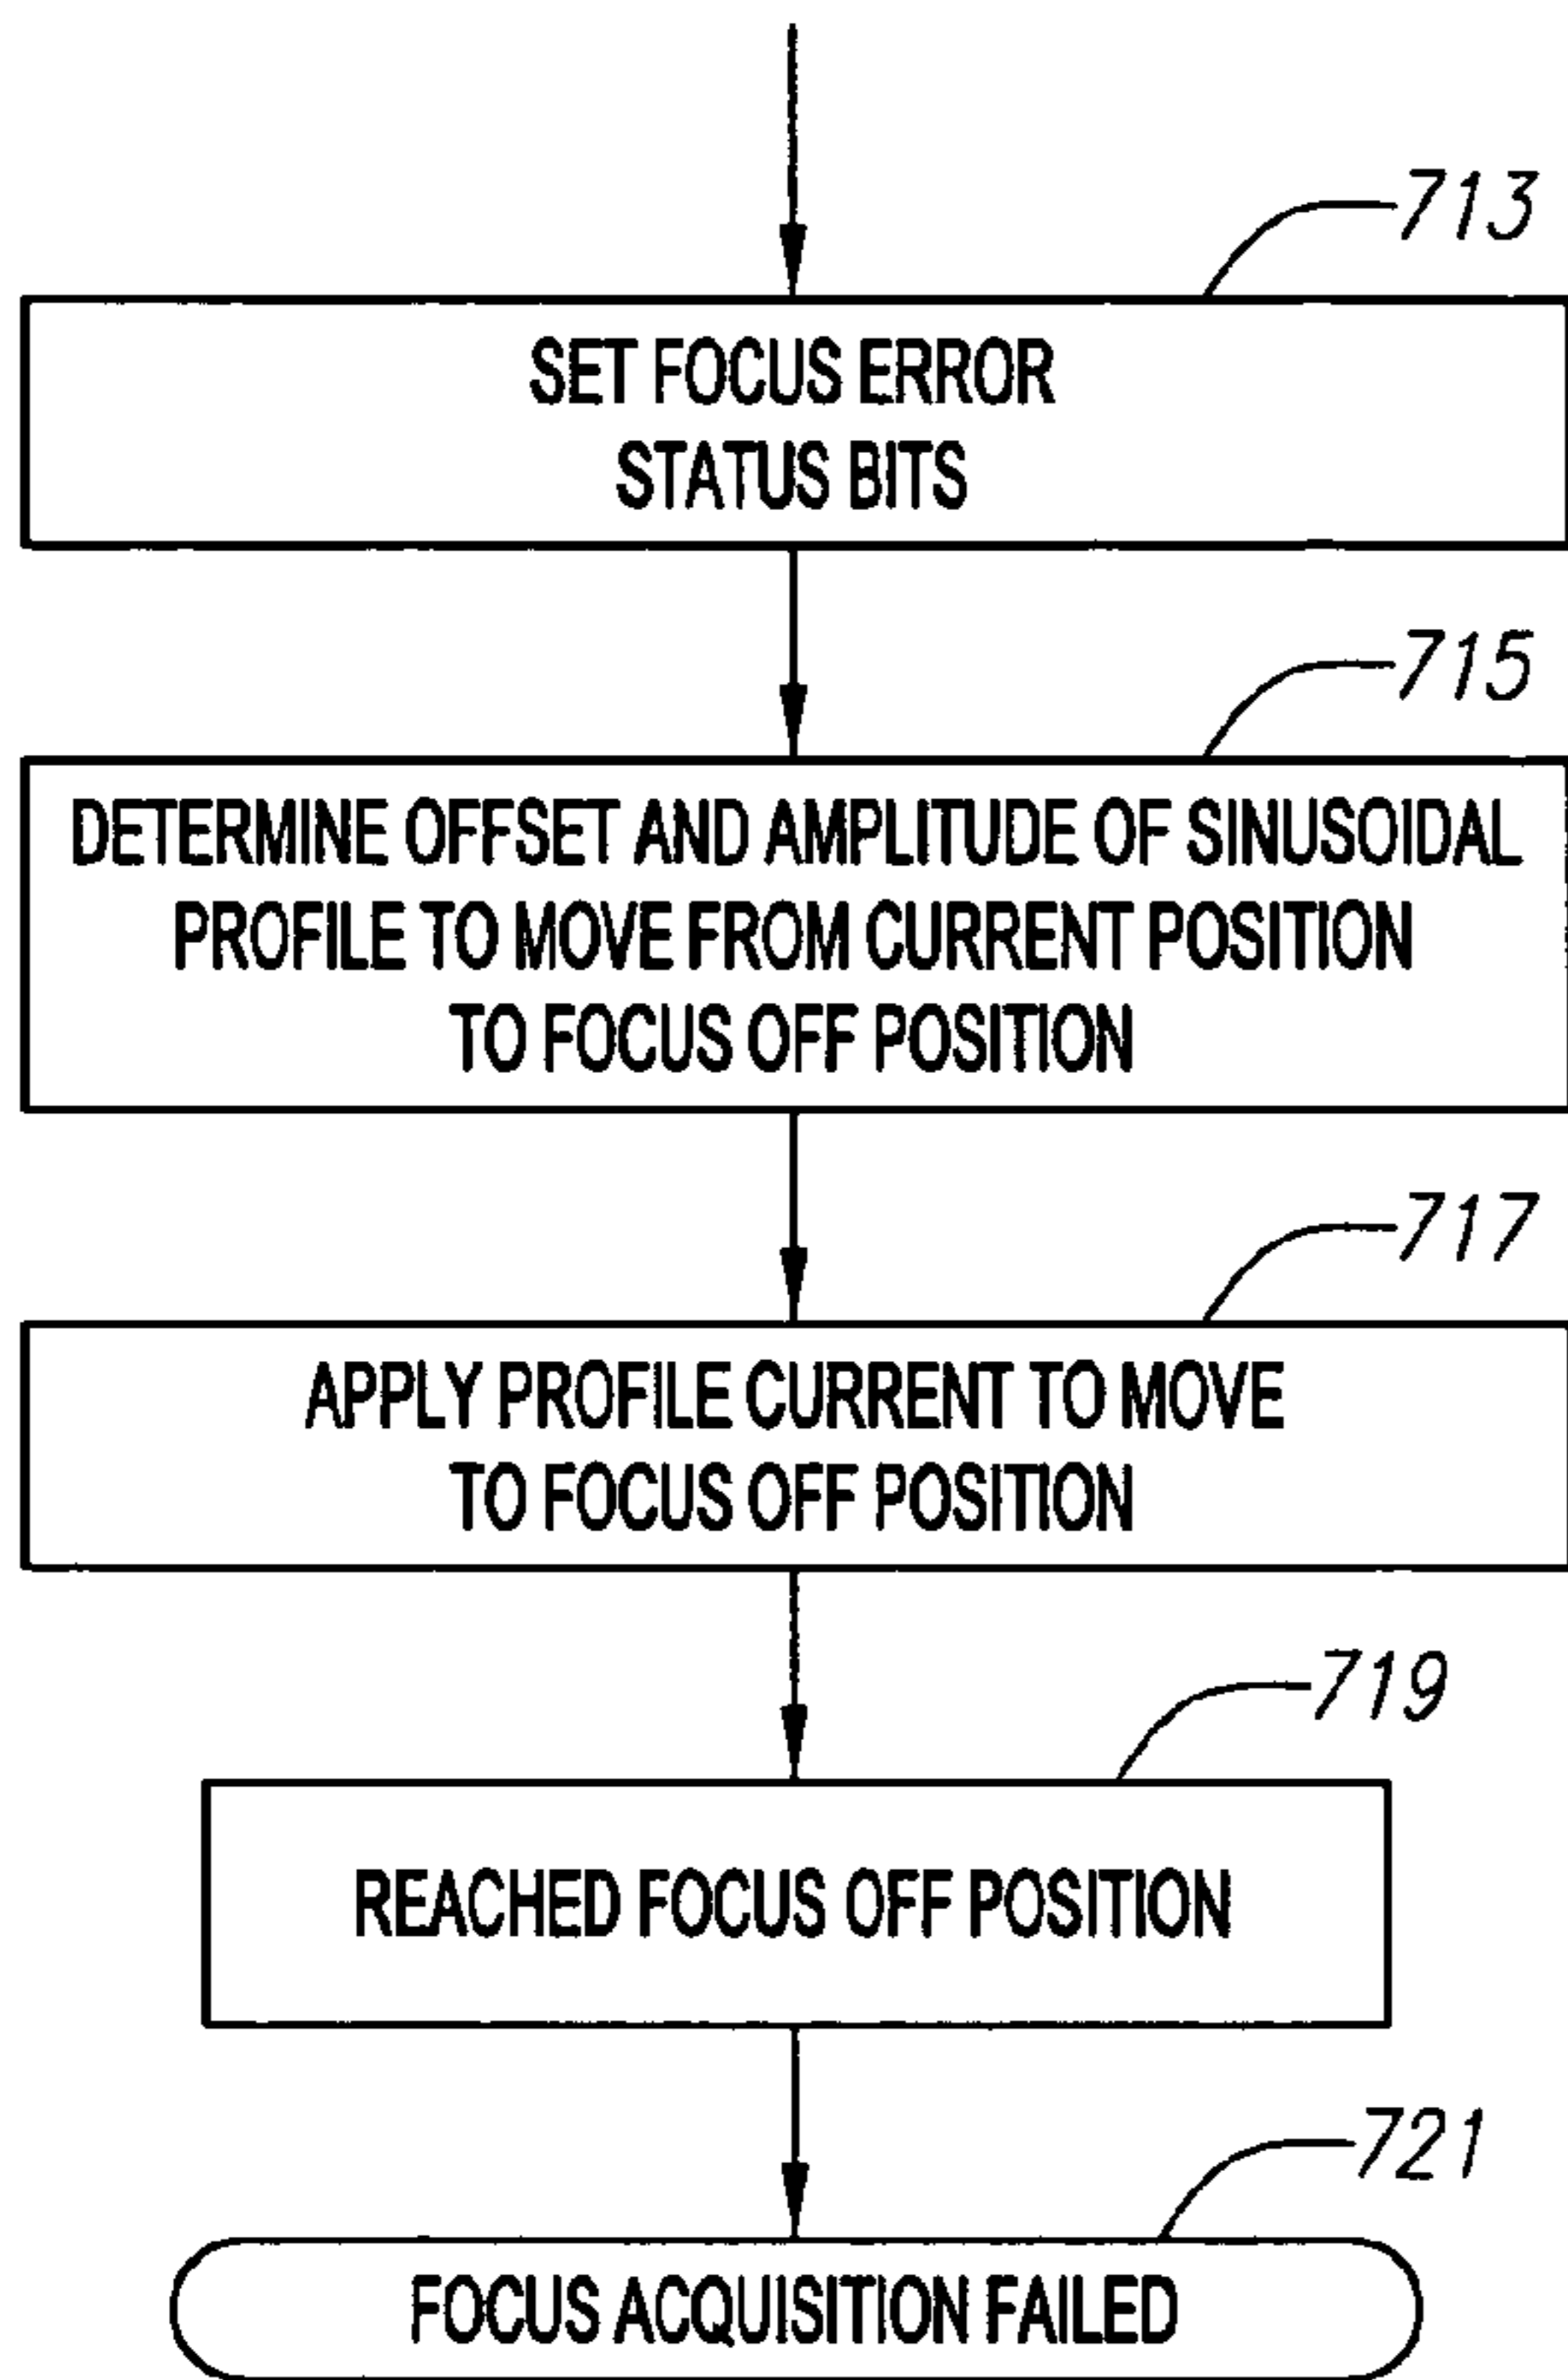 713
SET FOCUS ERROR
STATUS BITS
715
DETERMINE OFFSET AND AMPLITUDE OF SINUSOIDAL
PROFILE TO MOVE FROM CURRENT POSITION
TO FOCUS OFF POSITION
717
APPLY PROFILE CURRENT TO MOVE
TO FOCUS OFF POSITION
719
REACHED FOCUS OFF POSITION
721
FOCUS ACQUISITION FAILED